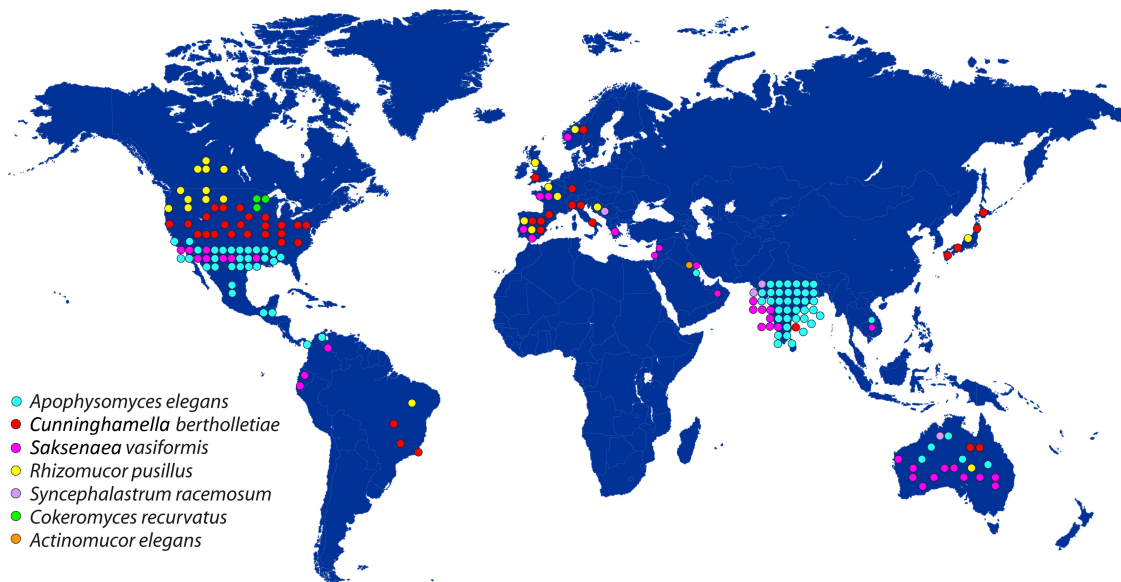 Apophysomyces elegans
Cunninghamella bertholletiae
Saksenaea vasiformis
Rhizomucor pusillus
Syncephalastrum racemosum
Cokeromyces recurvatus
Actinomucor elegans